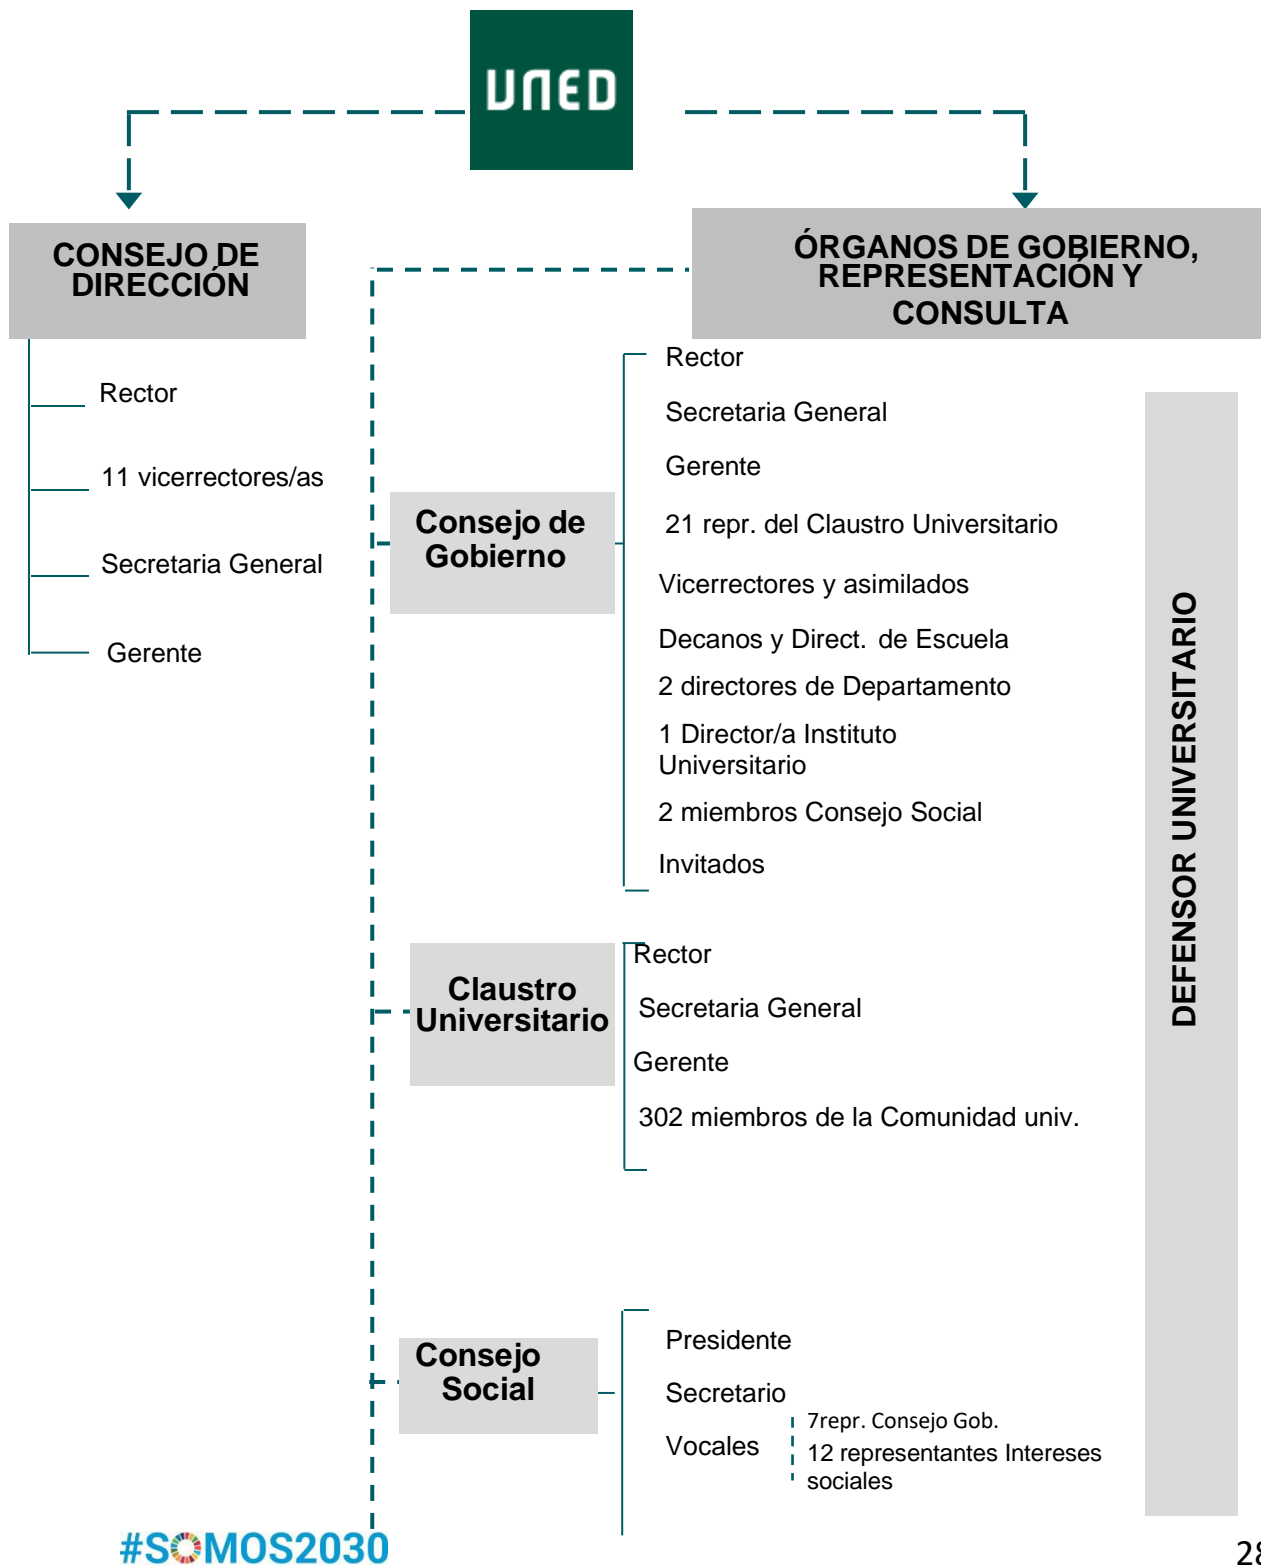 UNED
CONSEJO DE
DIRECCIÓN
Rector
11 vicerrectores/as
Secretaria General
Gerente
ÓRGANOS DE GOBIERNO,
REPRESENTACIÓN Y
CONSULTA
Consejo de
Gobierno
Rector
Secretaria General
Gerente
21 repr. del Claustro Universitario
Vicerrectores y asimilados
Decanos y Direct. de Escuela
2 directores de Departamento
1 Director/a Instituto
Universitario
2 miembros Consejo Social
Invitados
Claustro
Universitario
Rector
Secretaria General
Gerente
302 miembros de la Comunidad univ.
Consejo
Social
Presidente
Secretario
Vocales
7repr. Consejo Gob.
12 representantes Intereses
sociales
DEFENSOR UNIVERSITARIO
#SOMOS2030
28